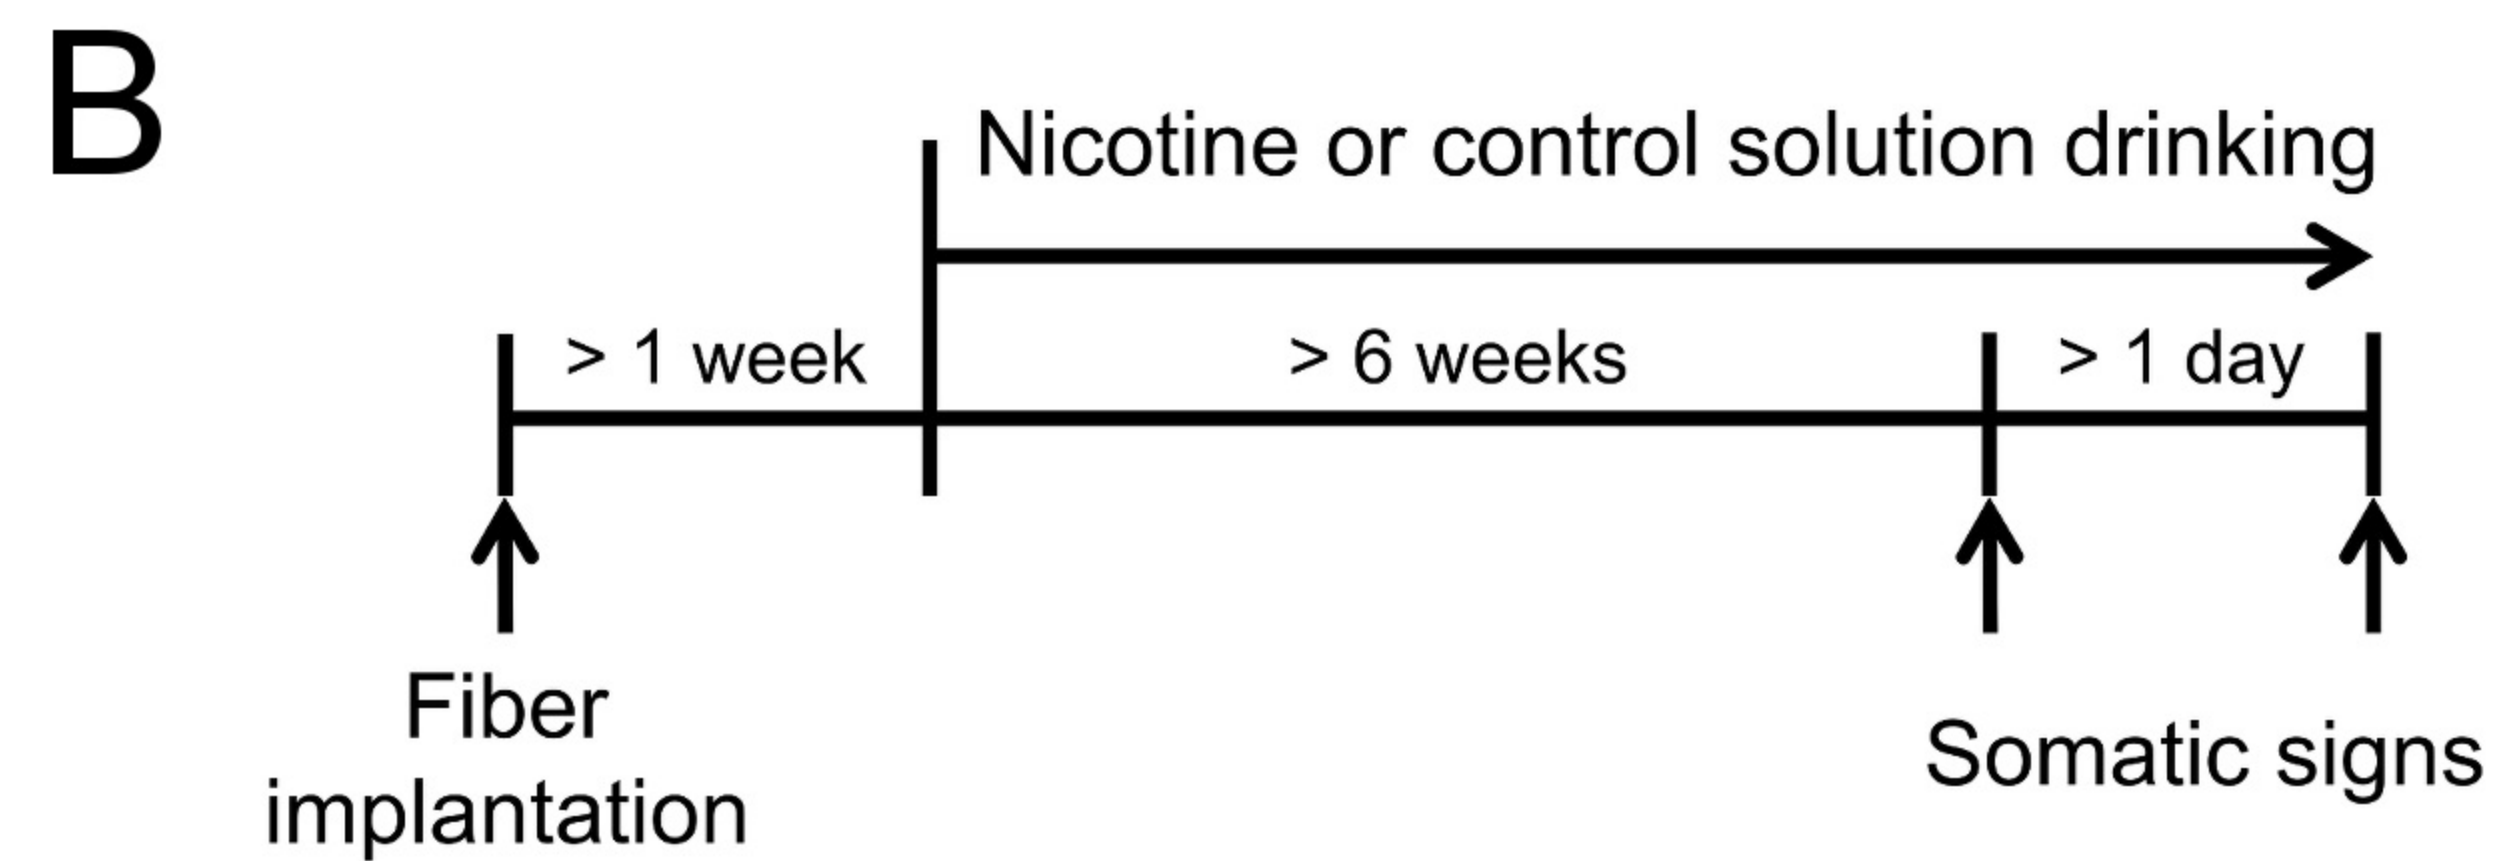 B
Nicotine or control solution drinking
> 1 week
> 6 weeks
> 1 day
Fiber
implantation
Somatic signs